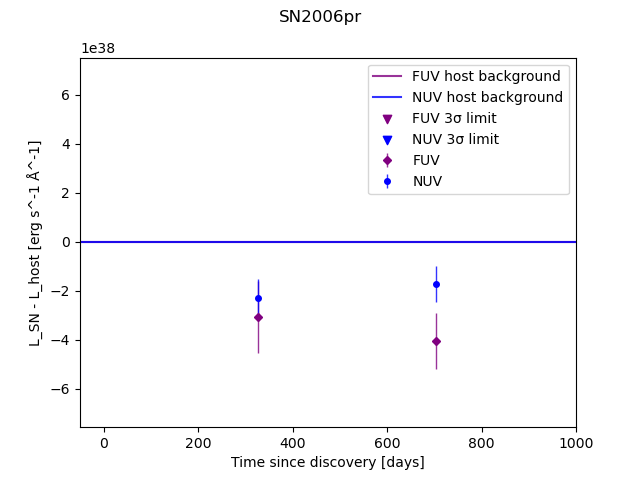 SN2006pr
1e38
FUV host background
NUV host background
FUV 3σ limit
NUV 3σ limit
FUV
NUV
6
4
2
0
−2
−4
−6
L_SN - L_host [erg s^-1 Å^-1]
0 200 400 600 800 1000
Time since discovery [days]